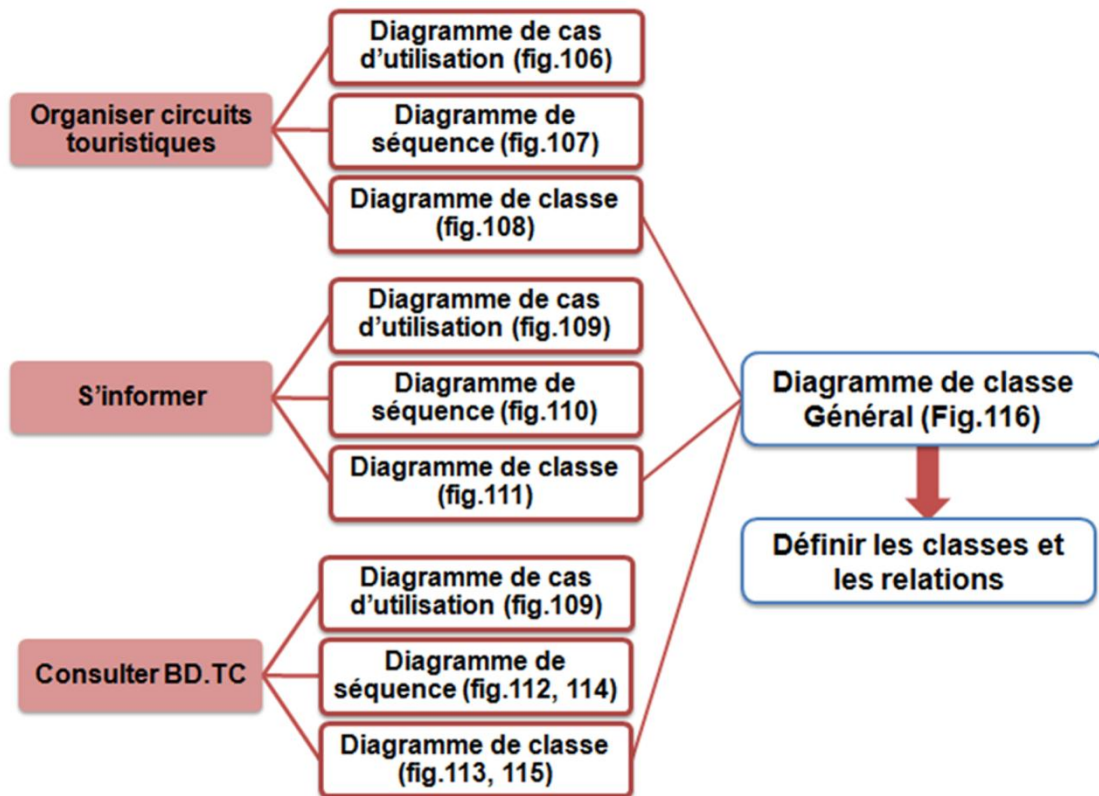 Diagramme de cas
d'utilisation (fig.106)
Organiser circuits
touristiques
Diagramme de
séquence (fig.107)
Diagramme de classe
(fig.108)
Diagramme de cas
d'utilisation (fig.109)
S'informer
Diagramme de
séquence (fig.110)
Diagramme de classe
(fig.111)
Diagramme de cas
d'utilisation (fig.109)
Consulter BD.TC
Diagramme de
séquence (fig.112, 114)
Diagramme de classe
(fig.113, 115)
Diagramme de classe
Général (Fig.116)
Définir les classes et
les relations